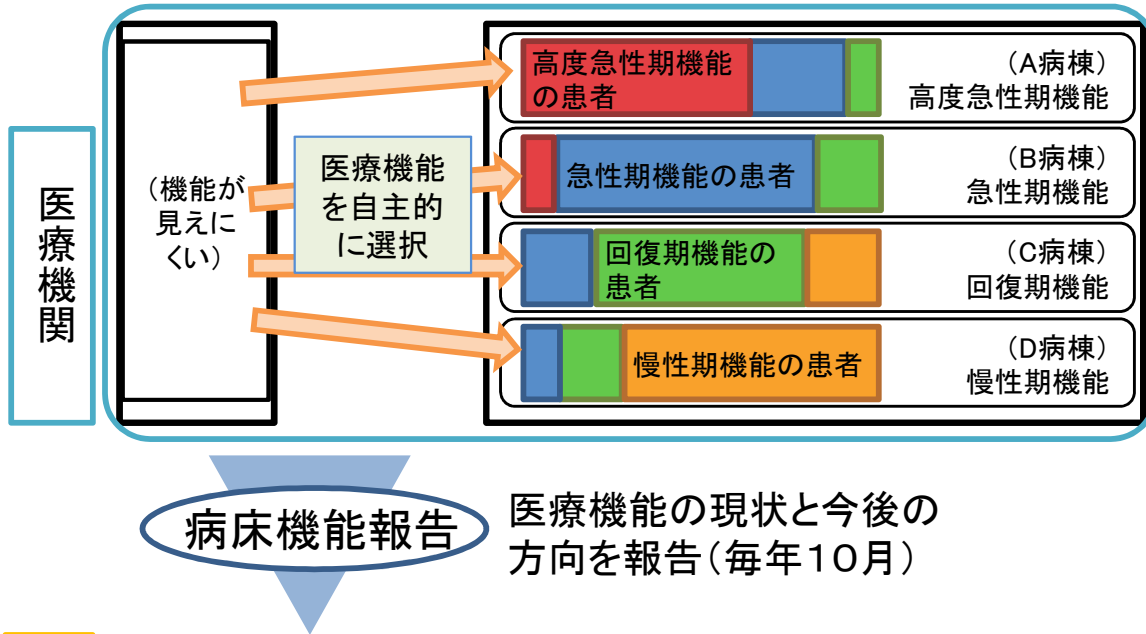 医療機関
(機能が
見えに
くい)
医療機能
を自主的
に選択
高度急性期機能
の患者
(A病棟)
高度急性期機能
急性期機能の患者
(B病棟)
急性期機能
回復期機能の
患者
(C病棟)
回復期機能
慢性期機能の患者
(D病棟)
慢性期機能
病床機能報告
医療機能の現状と今後の
方向を報告(毎年10月)